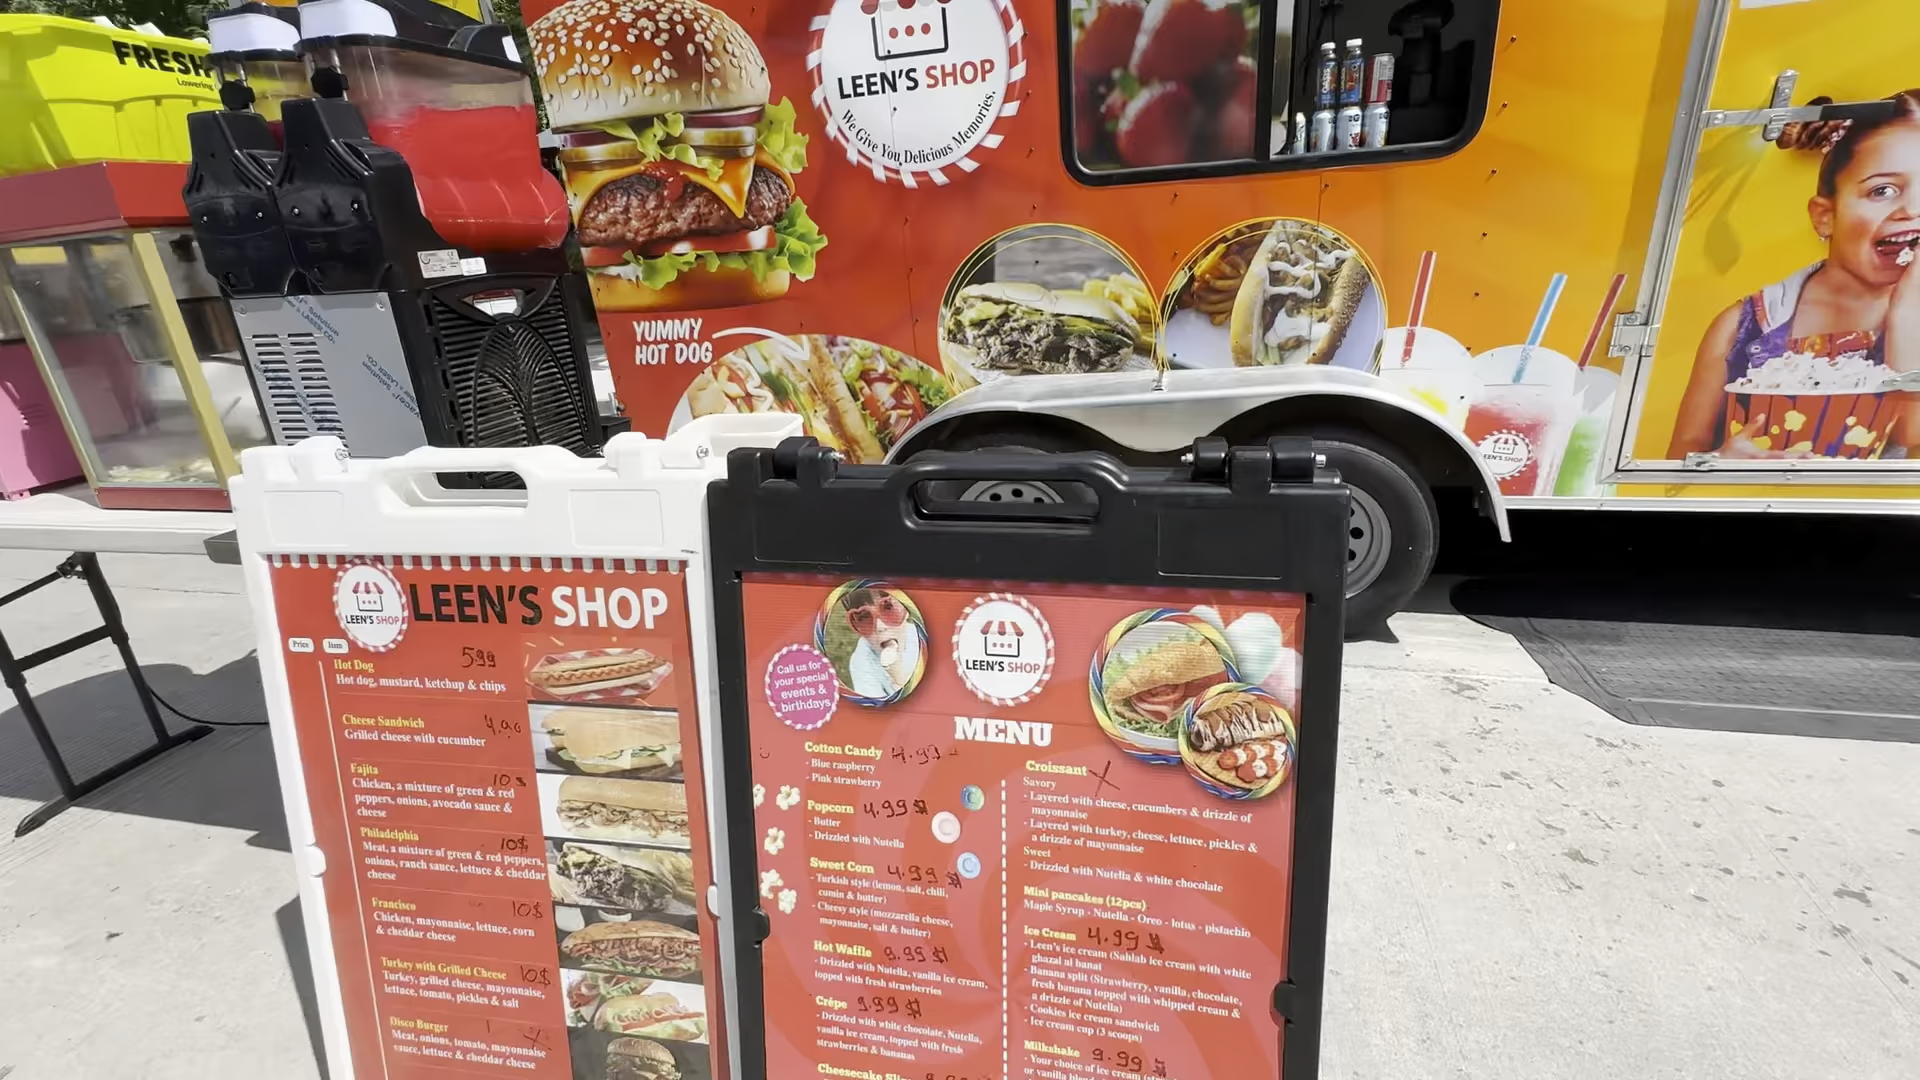 FRESH
Lowering
LEEN'S SHOP
We Give You Delicious Memories.
YUMMY
HOT DOG
LEEN'S SHOP
LEEN'S SHOP
Price
Item
Hot Dog 5.99
Hot dog, mustard, ketchup & chips
Cheese Sandwich 4.99
Grilled cheese with cucumber
Fajita 10$
Chicken, a mixture of green & red
peppers, onions, avocado sauce &
cheese
Philadelphia 10$
Meat, a mixture of green & red peppers,
onions, ranch sauce, lettuce & cheddar
cheese
Francisco 10$
Chicken, mayonnaise, lettuce, corn
& cheddar cheese
Turkey with Grilled Cheese 10$
Turkey, grilled cheese, mayonnaise,
lettuce, tomato, pickles & salt
Disco Burger
Meat, onions, tomato, mayonnaise
sauce, lettuce & cheddar cheese
Call us for
your special
events &
birthdays
LEEN'S SHOP
MENU
Cotton Candy 4.99
- Blue raspberry
- Pink strawberry
Popcorn 4.99 $
- Butter
- Drizzled with Nutella
Sweet Corn 4.99 $
- Turkish style (lemon, salt, chili,
cumin & butter)
- Cheesy style (mozzarella cheese,
mayonnaise, salt & butter)
Hot Waffle 9.99 $
- Drizzled with Nutella, vanilla ice cream,
topped with fresh strawberries
Crêpe 9.99 $
- Drizzled with white chocolate, Nutella,
vanilla ice cream, topped with fresh
strawberries & bananas
Cheesecake
Croissant X
Savory
- Layered with cheese, cucumbers & drizzle of
mayonnaise
- Layered with turkey, cheese, lettuce, pickles &
a drizzle of mayonnaise
Sweet
- Drizzled with Nutella & white chocolate
Mini pancakes (12pcs)
Maple Syrup - Nutella - Oreo - lotus - pistachio
Ice Cream 4.99 $
- Leen's ice cream (Sahlab ice cream with white
ghazal al banat
- Banana split (Strawberry, vanilla, chocolate,
fresh banana topped with whipped cream &
a drizzle of Nutella)
- Cookies ice cream sandwich
- Ice cream cup (3 scoops)
Milkshake 9.99 $
- Your choice of ice cream
or vanilla